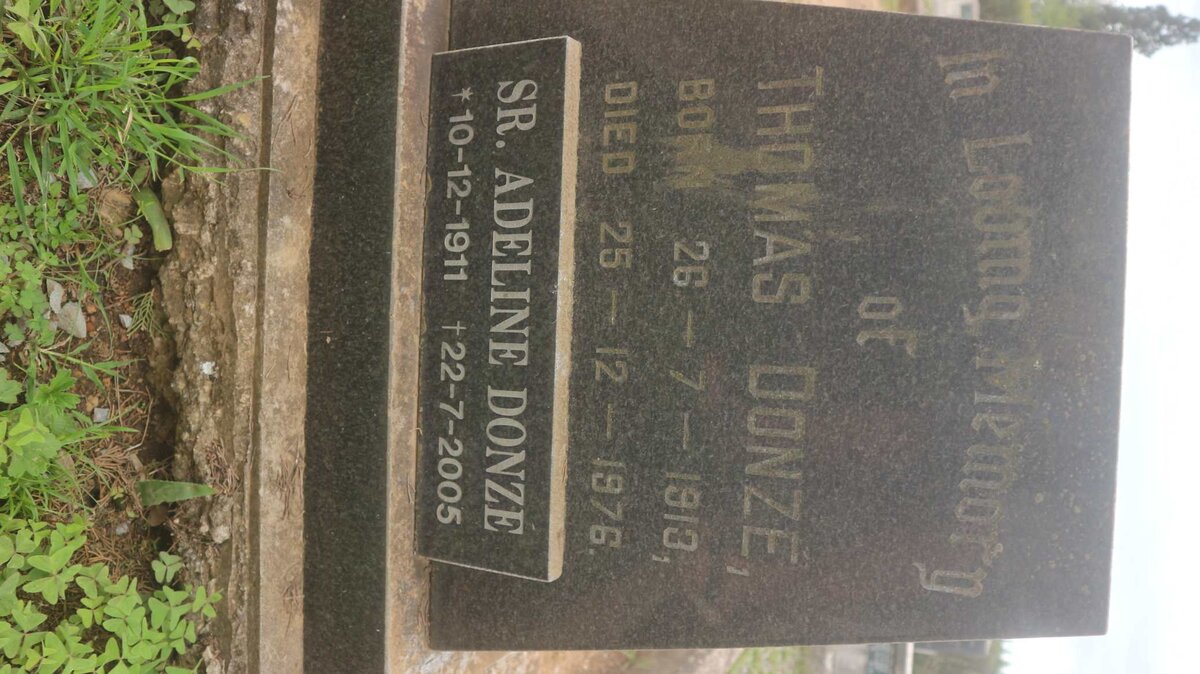 In Loving Memory
of
THOMAS DONZE,
BORN 26-7-1913,
DIED 25-12-1976.
SR. ADELINE DONZE
*10-12-1911 †22-7-2005